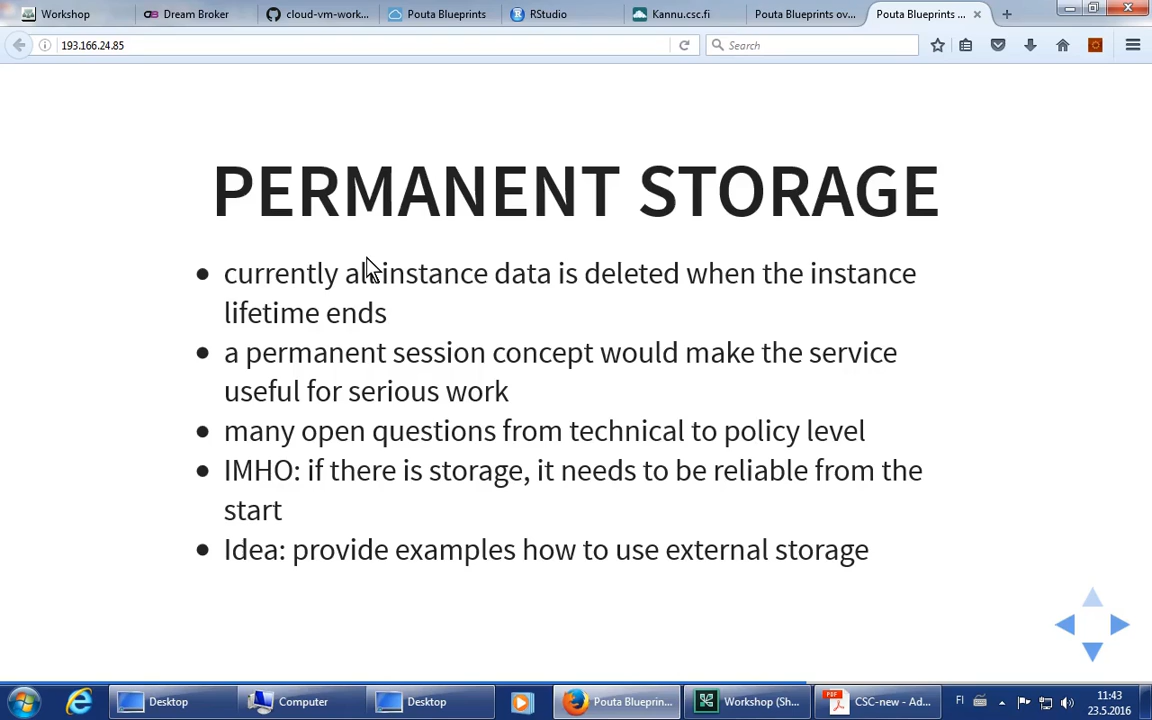 Workshop
Dream Broker
cloud-vm-work...
Pouta Blueprints
RStudio
Kannu.csc.fi
Pouta Blueprints ov...
Pouta Blueprints ...
193.166.24.85
Search
PERMANENT STORAGE
currently all instance data is deleted when the instance
lifetime ends
a permanent session concept would make the service
useful for serious work
many open questions from technical to policy level
IMHO: if there is storage, it needs to be reliable from the
start
Idea: provide examples how to use external storage
Desktop
Computer
Desktop
Pouta Blueprin...
Workshop (Sh...
CSC-new - Ad...
FI
11:43
23.5.2016